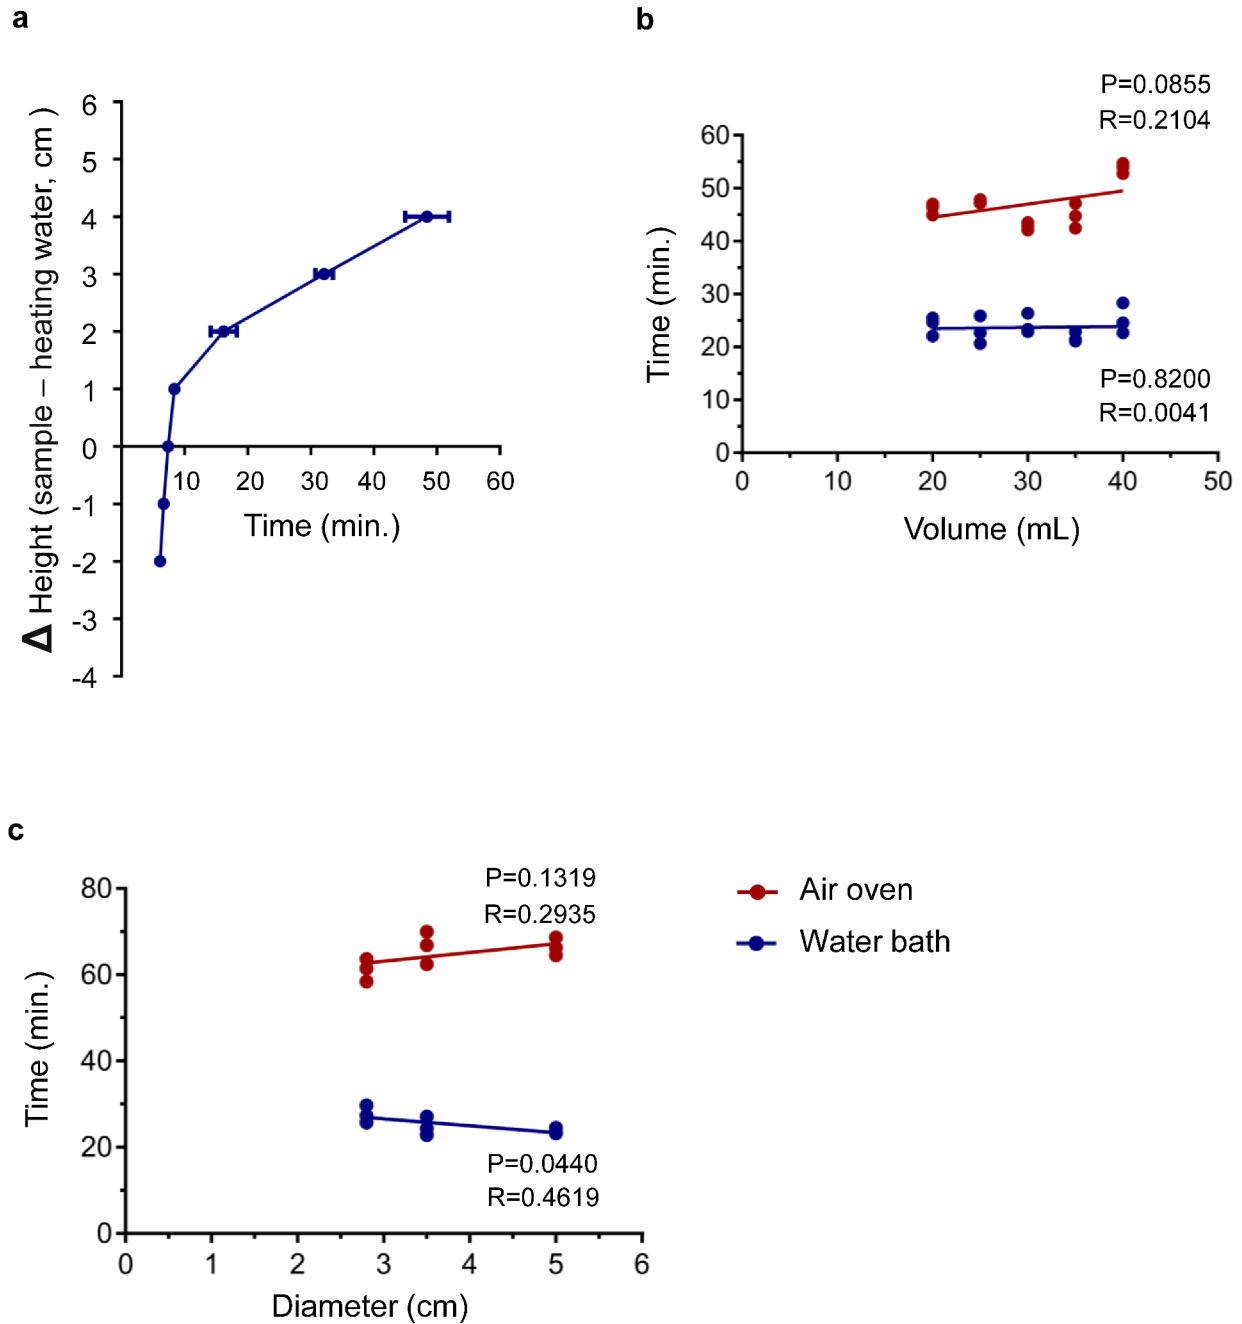 a
6
5
4
3
2
1
0
-1
-2
-3
-4
10 20 30 40 50 60
Time (min.)
Δ Height (sample – heating water, cm )
b
P=0.0855
R=0.2104
60
50
40
30
20
10
0
P=0.8200
R=0.0041
0 10 20 30 40 50
Volume (mL)
Time (min.)
c
P=0.1319
R=0.2935
80
60
40
20
0
P=0.0440
R=0.4619
0 1 2 3 4 5 6
Diameter (cm)
Time (min.)
Air oven
Water bath